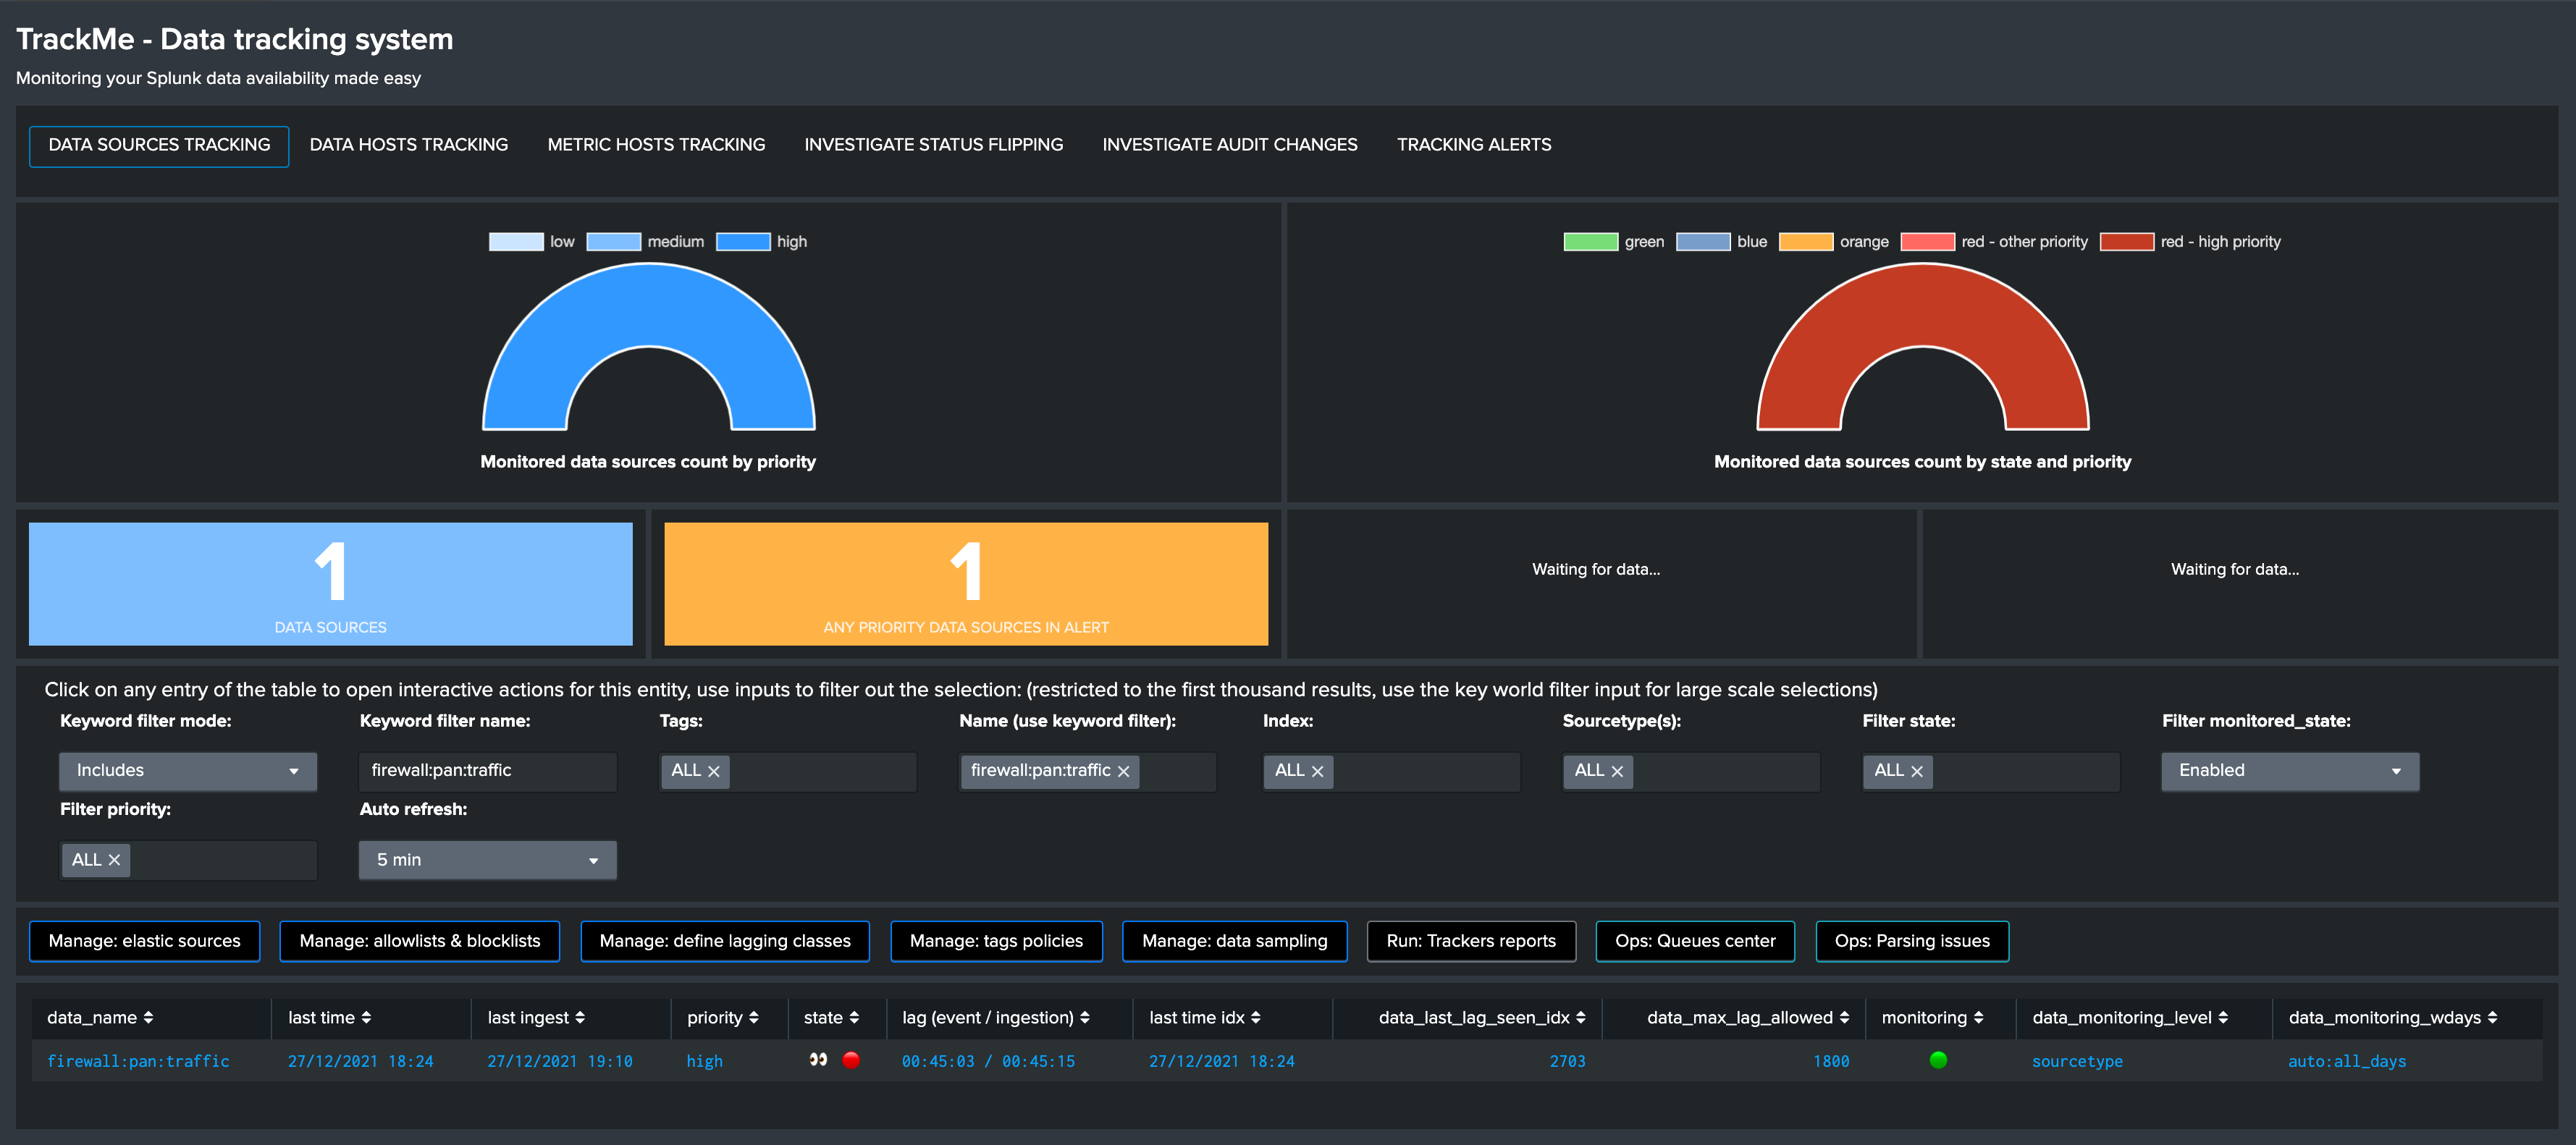 TrackMe - Data tracking system
Monitoring your Splunk data availability made easy
DATA SOURCES TRACKING DATA HOSTS TRACKING METRIC HOSTS TRACKING INVESTIGATE STATUS FLIPPING INVESTIGATE AUDIT CHANGES TRACKING ALERTS
low medium high
Monitored data sources count by priority
green blue orange red - other priority red - high priority
Monitored data sources count by state and priority
1
DATA SOURCES
1
ANY PRIORITY DATA SOURCES IN ALERT
Waiting for data...
Waiting for data...
Click on any entry of the table to open interactive actions for this entity, use inputs to filter out the selection: (restricted to the first thousand results, use the key world filter input for large scale selections)
Keyword filter mode: Keyword filter name: Tags: Name (use keyword filter): Index: Sourcetype(s): Filter state: Filter monitored_state:
Includes firewall:pan:traffic ALL firewall:pan:traffic ALL ALL ALL Enabled
Filter priority: Auto refresh:
ALL 5 min
Manage: elastic sources Manage: allowlists & blocklists Manage: define lagging classes Manage: tags policies Manage: data sampling Run: Trackers reports Ops: Queues center Ops: Parsing issues
data_name last time last ingest priority state lag (event / ingestion) last time idx data_last_lag_seen_idx data_max_lag_allowed monitoring data_monitoring_level data_monitoring_wdays
firewall:pan:traffic 27/12/2021 18:24 27/12/2021 19:10 high 00:45:03 / 00:45:15 27/12/2021 18:24 2703 1800 sourcetype auto:all_days